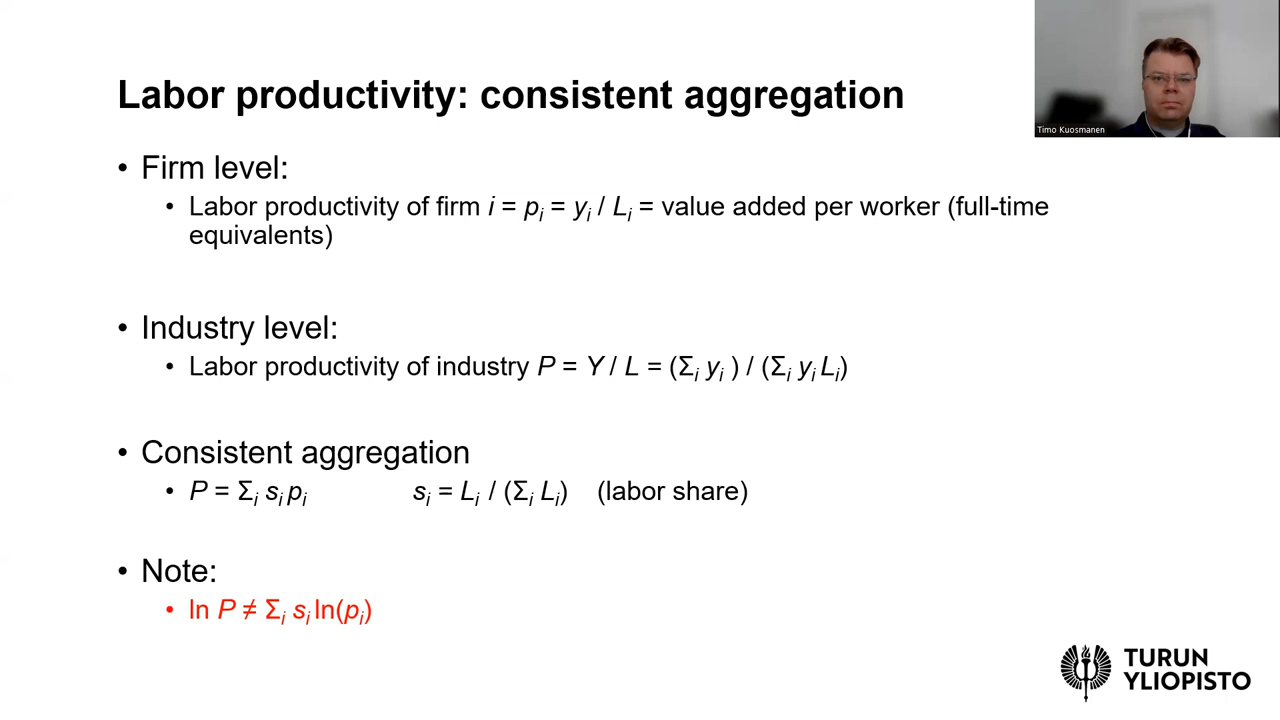 Labor productivity: consistent aggregation
Timo Kuosmanen
• Firm level:
• Labor productivity of firm i = pᵢ = yᵢ / Lᵢ = value added per worker (full-time
equivalents)
• Industry level:
• Labor productivity of industry P = Y / L = (Σᵢ yᵢ ) / (Σᵢ yᵢ Lᵢ)
• Consistent aggregation
• P = Σᵢ sᵢ pᵢ sᵢ = Lᵢ / (Σᵢ Lᵢ) (labor share)
• Note:
• ln P ≠ Σᵢ sᵢ ln(pᵢ)
TURUN
YLIOPISTO